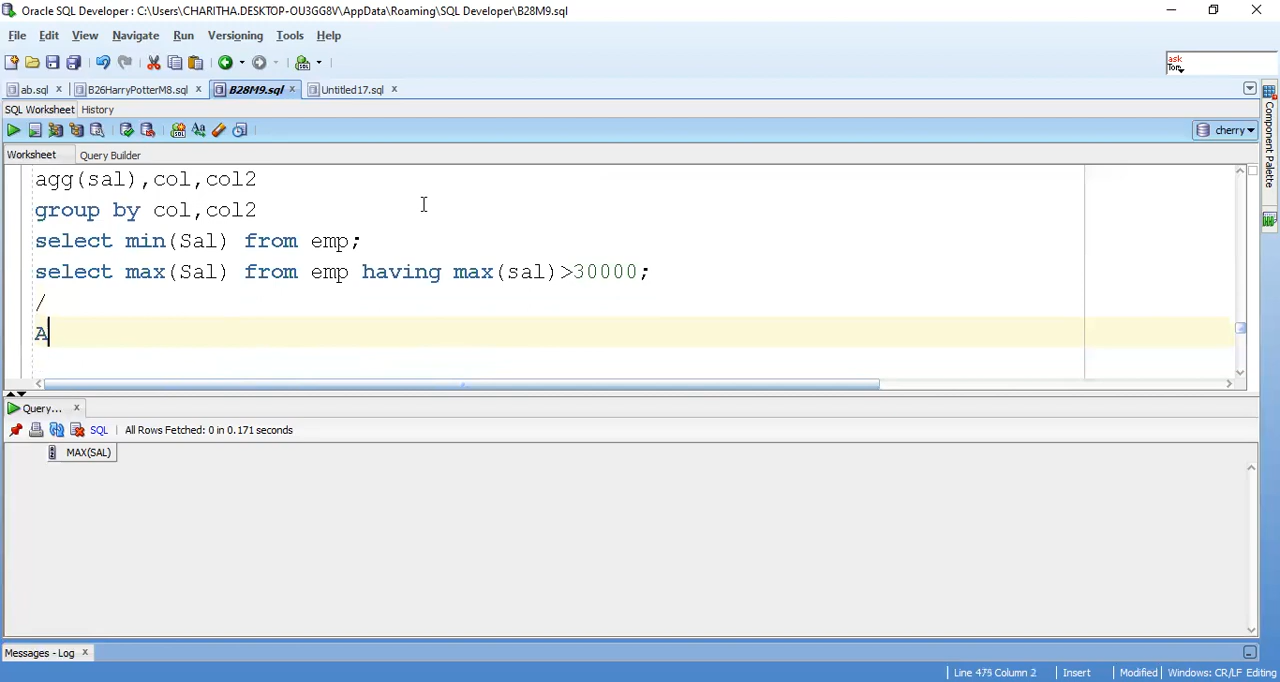 Oracle SQL Developer : C:\Users\CHARITHA.DESKTOP-OU3GG8V\AppData\Roaming\SQL Developer\B28M9.sql
File Edit View Navigate Run Versioning Tools Help
ask
Tom
ab.sql B26HarryPotterM8.sql B28M9.sql Untitled17.sql
SQL Worksheet History
cherry
Worksheet Query Builder
agg(sal),col,col2
group by col,col2
select min(Sal) from emp;
select max(Sal) from emp having max(sal)>30000;
/
A
Query...
SQL All Rows Fetched: 0 in 0.171 seconds
MAX(SAL)
Messages - Log
Line 475 Column 2 Insert Modified Windows: CR/LF Editing
Component Palette